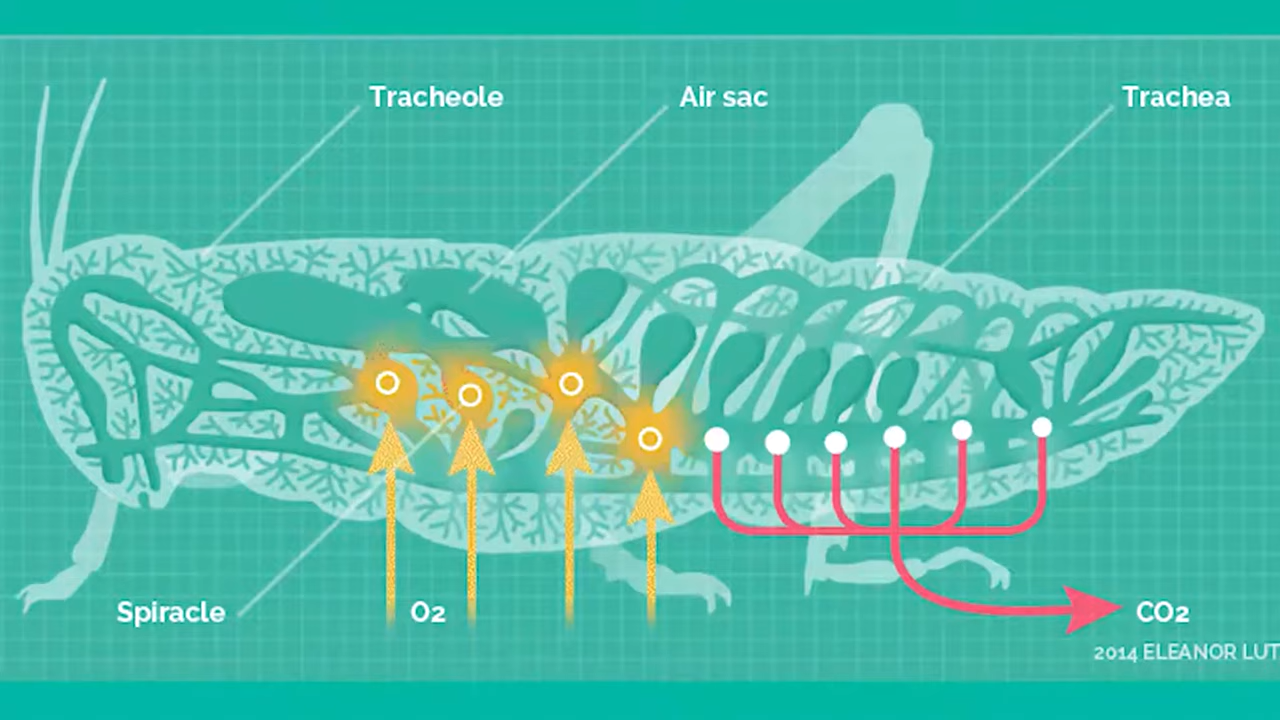 Tracheole
Air sac
Trachea
Spiracle
O2
CO2
2014 ELEANOR LUT